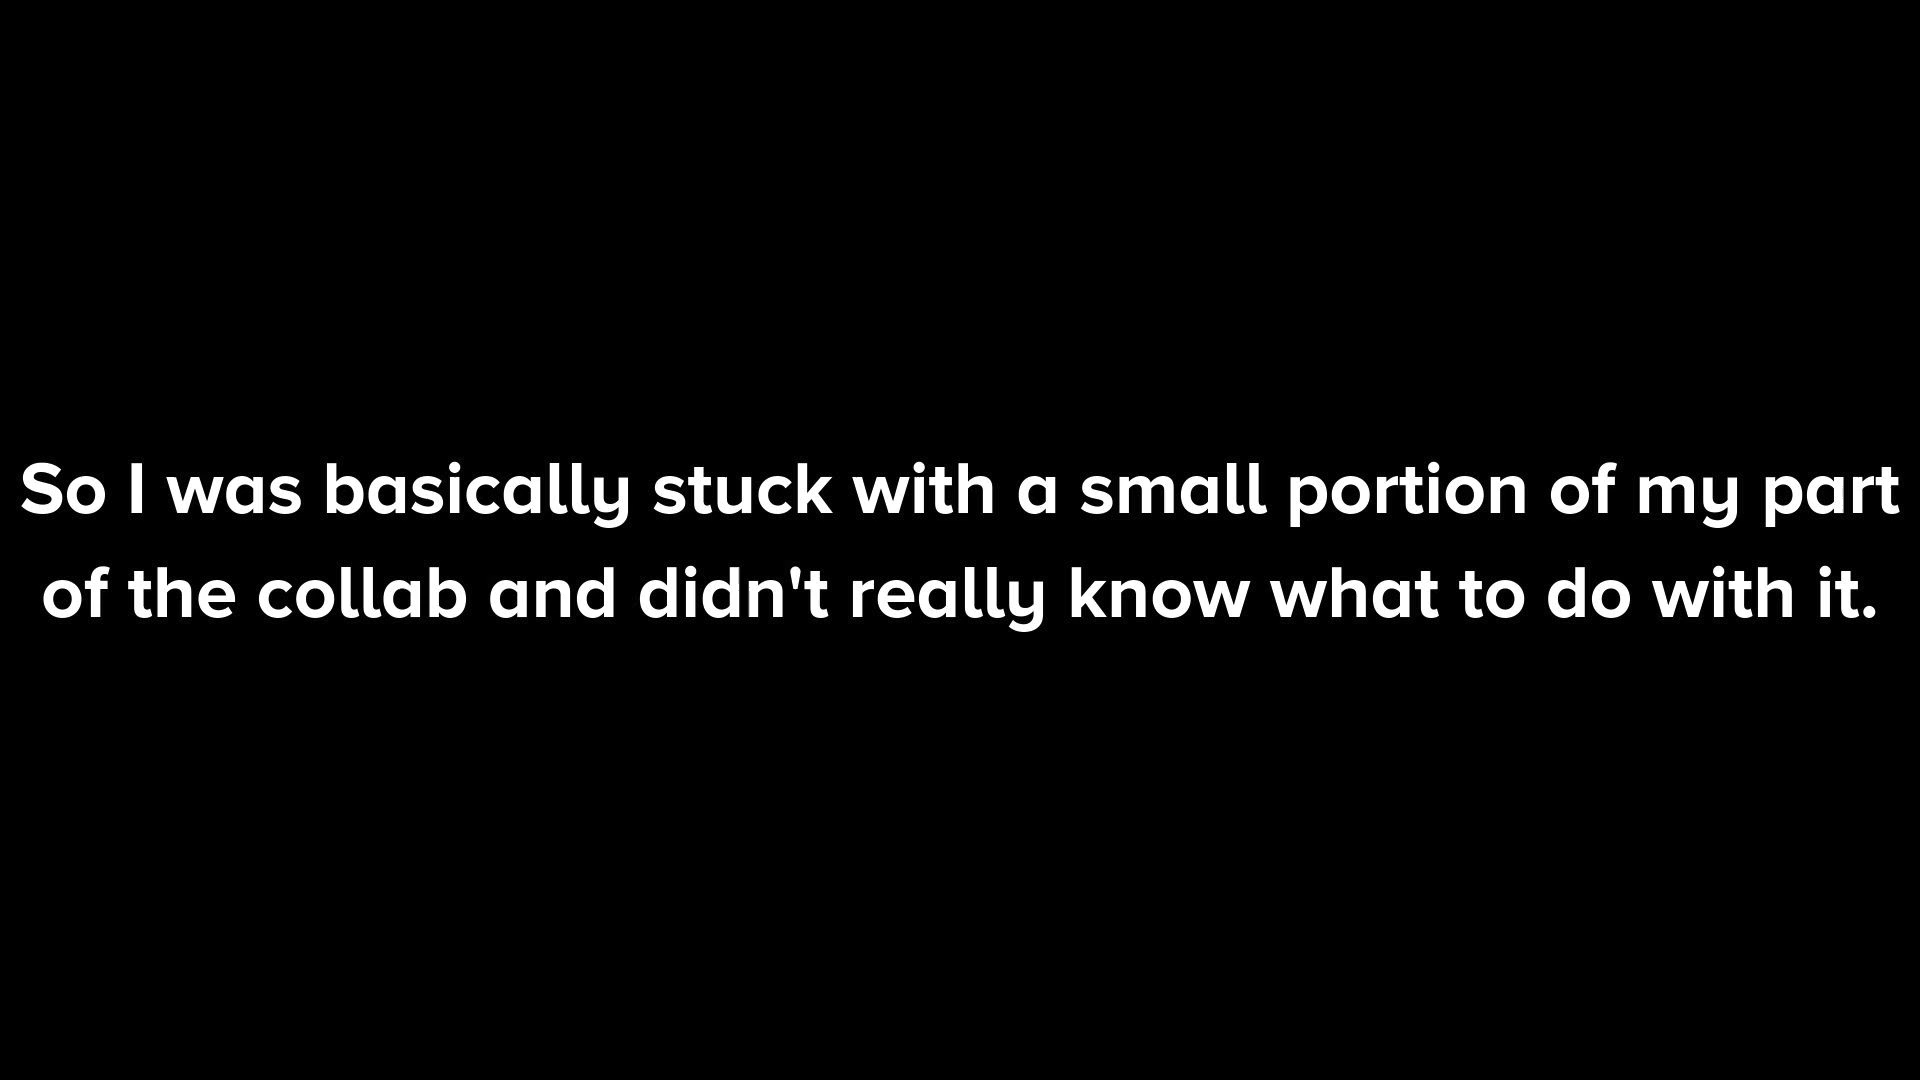 So I was basically stuck with a small portion of my part
of the collab and didn't really know what to do with it.